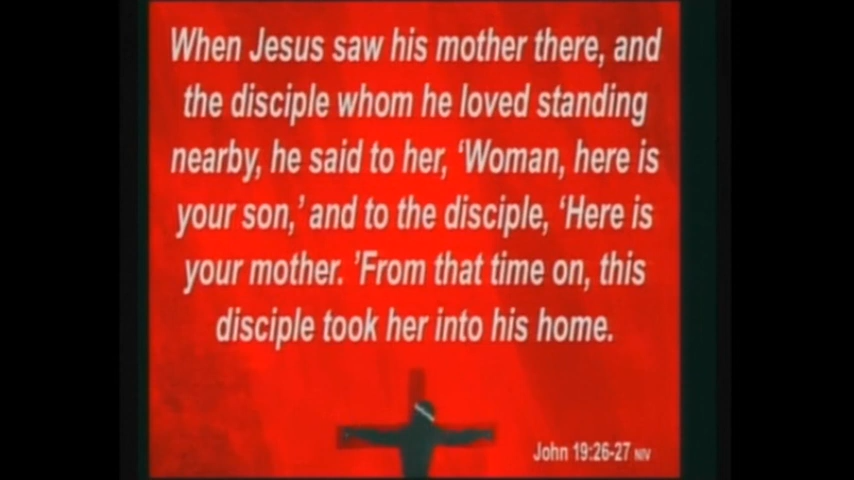 When Jesus saw his mother there, and
the disciple whom he loved standing
nearby, he said to her, ‘Woman, here is
your son,’ and to the disciple, ‘Here is
your mother. ’From that time on, this
disciple took her into his home.
John 19:26-27 NIV